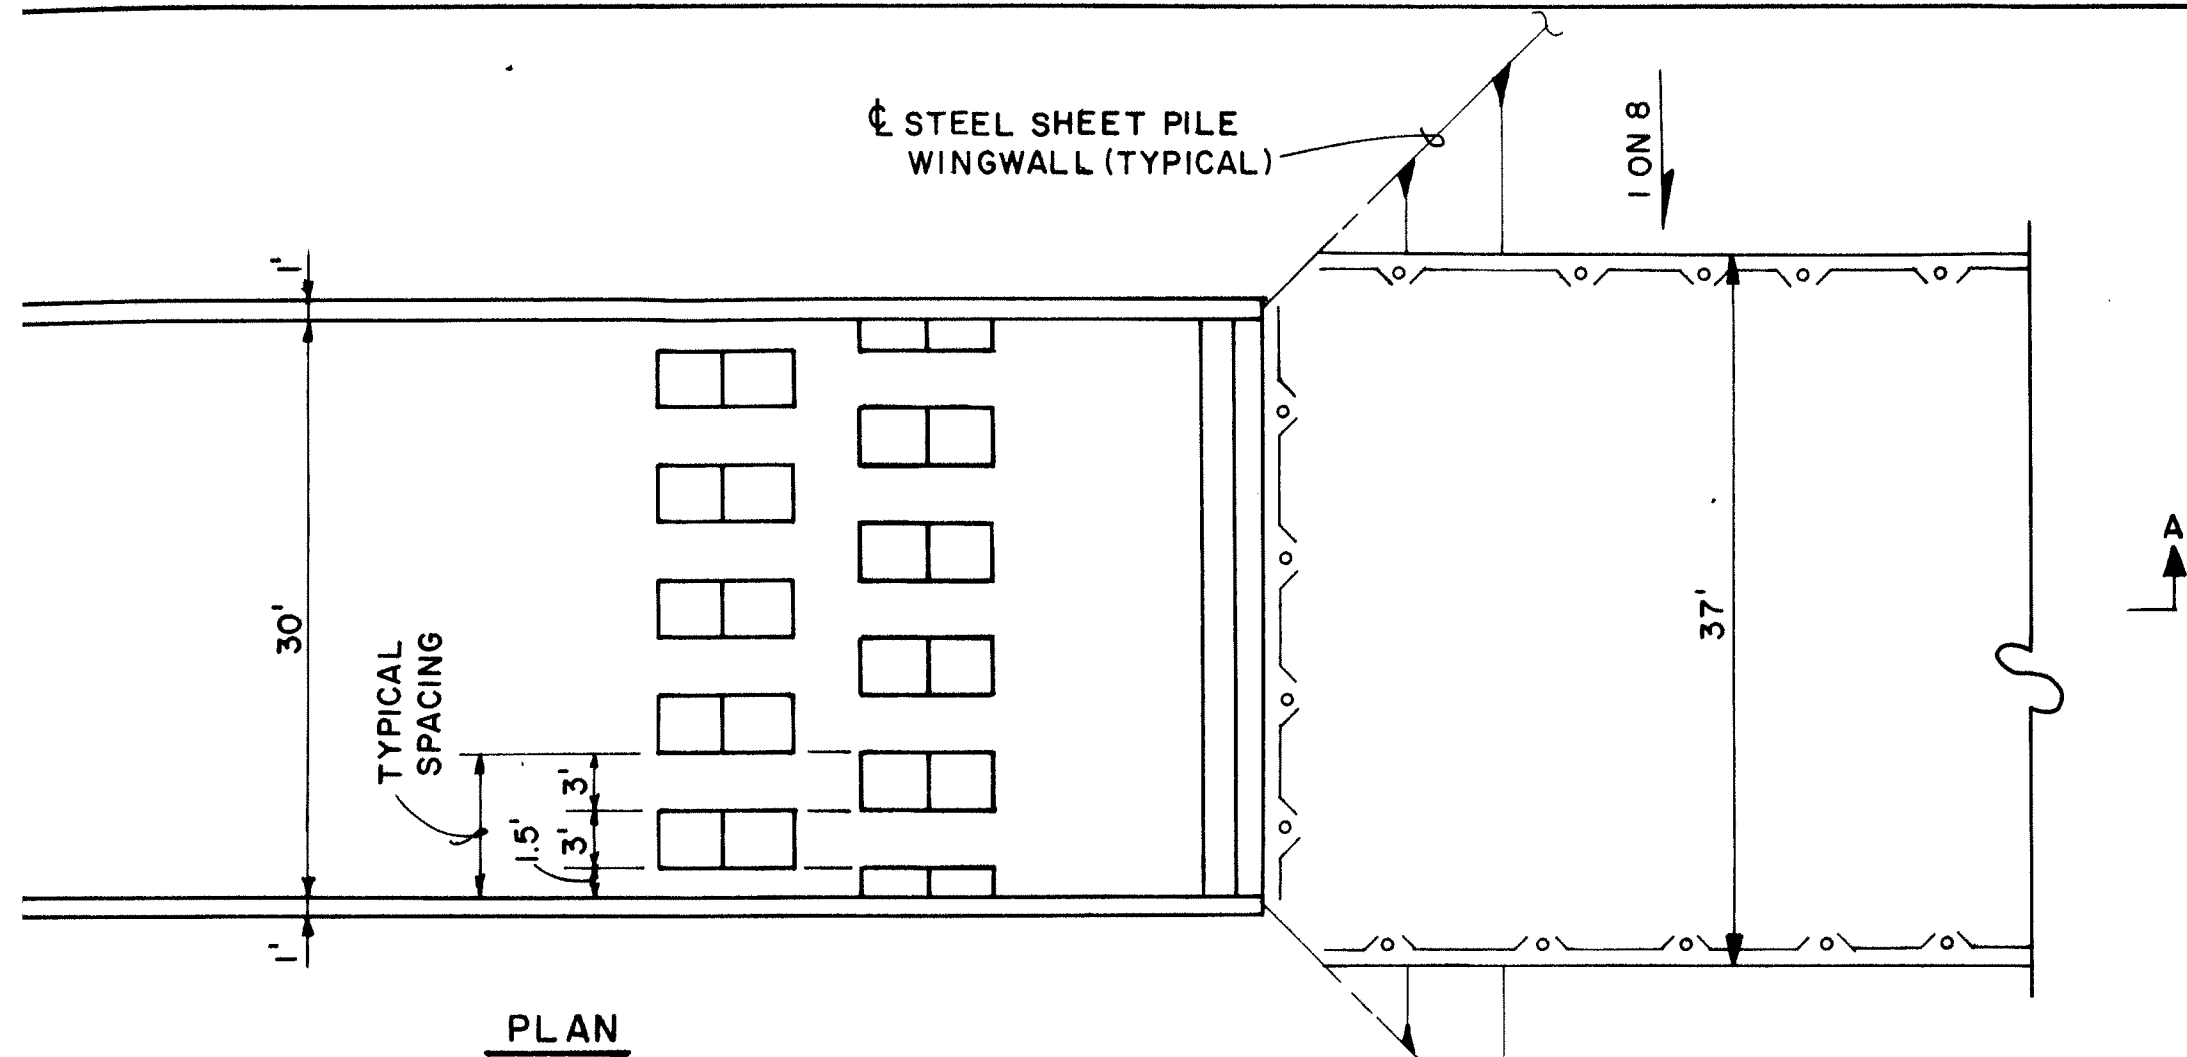 ℄ STEEL SHEET PILE
WINGWALL (TYPICAL)
1 ON 8
1'
30'
TYPICAL
SPACING
3'
3'
1.5'
1'
37'
A
PLAN